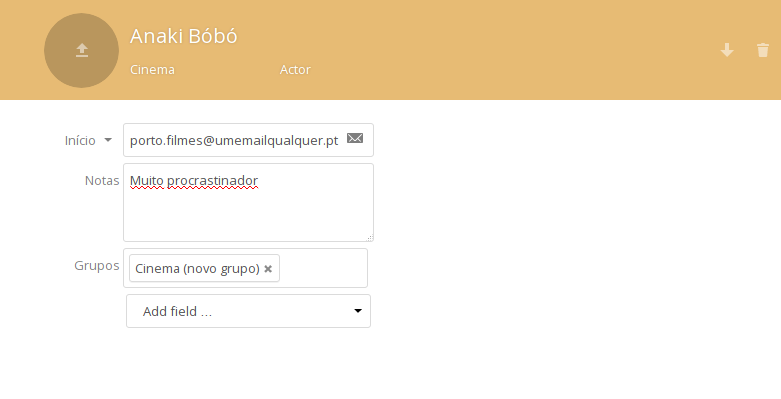 Anaki Bóbó
Cinema Actor
Início porto.filmes@umemailqualquer.pt
Notas Muito procrastinador
Grupos Cinema (novo grupo)
Add field ...